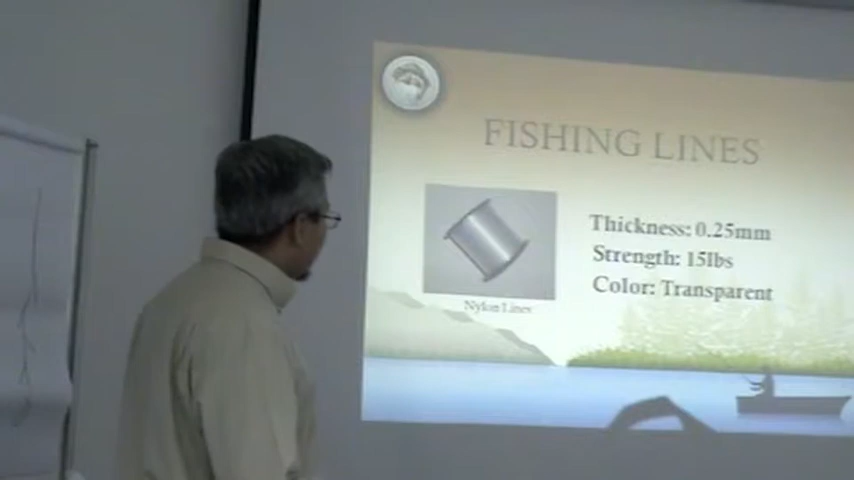 FISHING LINES
Thickness: 0.25mm
Strength: 15lbs
Color: Transparent
Nylon Lines